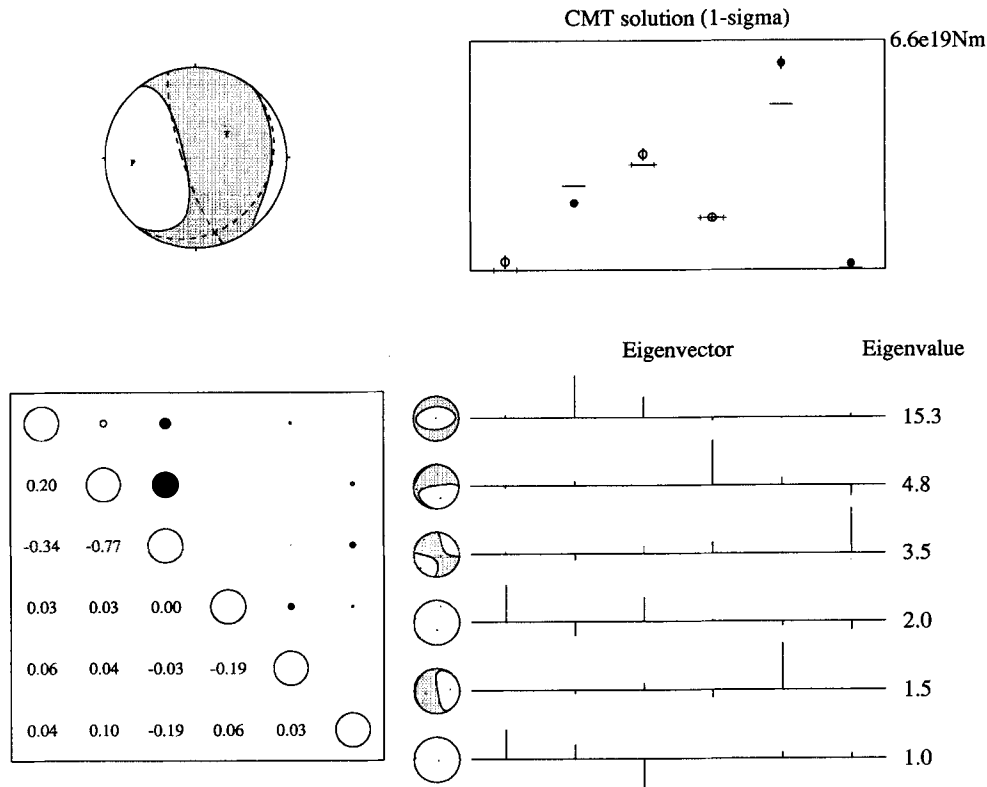 CMT solution (1-sigma)
6.6e19Nm
P
T
Eigenvector Eigenvalue
15.3
0.20
4.8
-0.34 -0.77
3.5
0.03 0.03 0.00
2.0
0.06 0.04 -0.03 -0.19
1.5
0.04 0.10 -0.19 0.06 0.03
1.0